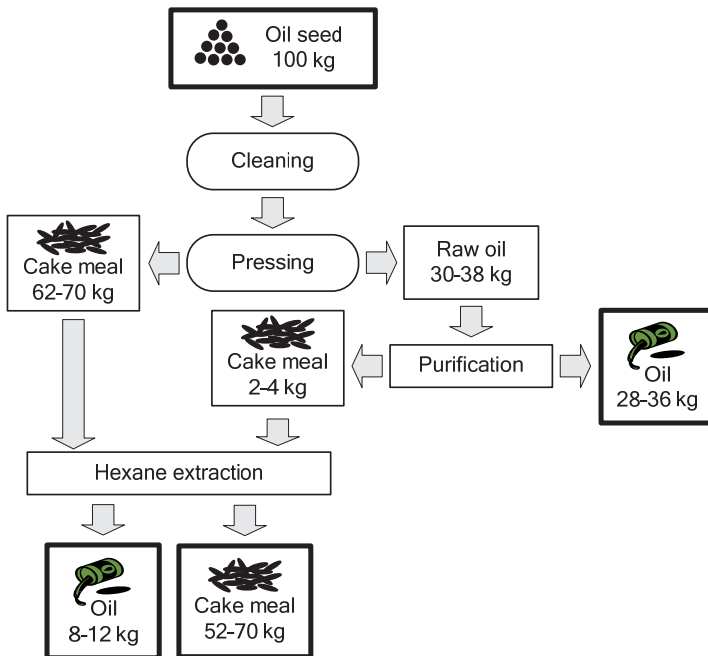 Oil seed
100 kg
Cleaning
Pressing
Cake meal
62-70 kg
Raw oil
30-38 kg
Cake meal
2-4 kg
Purification
Oil
28-36 kg
Hexane extraction
Oil
8-12 kg
Cake meal
52-70 kg